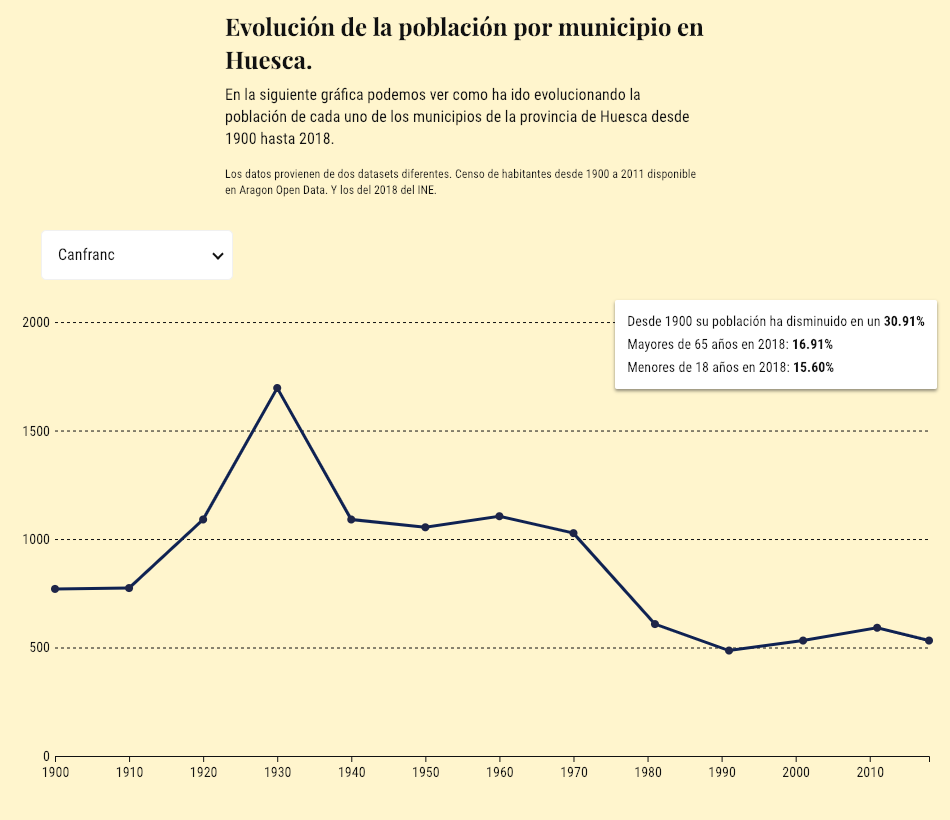 Evolución de la población por municipio en
Huesca.
En la siguiente gráfica podemos ver como ha ido evolucionando la
población de cada uno de los municipios de la provincia de Huesca desde
1900 hasta 2018.
Los datos provienen de dos datasets diferentes. Censo de habitantes desde 1900 a 2011 disponible
en Aragon Open Data. Y los del 2018 del INE.
Canfranc
Desde 1900 su población ha disminuido en un 30.91%
Mayores de 65 años en 2018: 16.91%
Menores de 18 años en 2018: 15.60%
2000
1500
1000
500
0
1900 1910 1920 1930 1940 1950 1960 1970 1980 1990 2000 2010